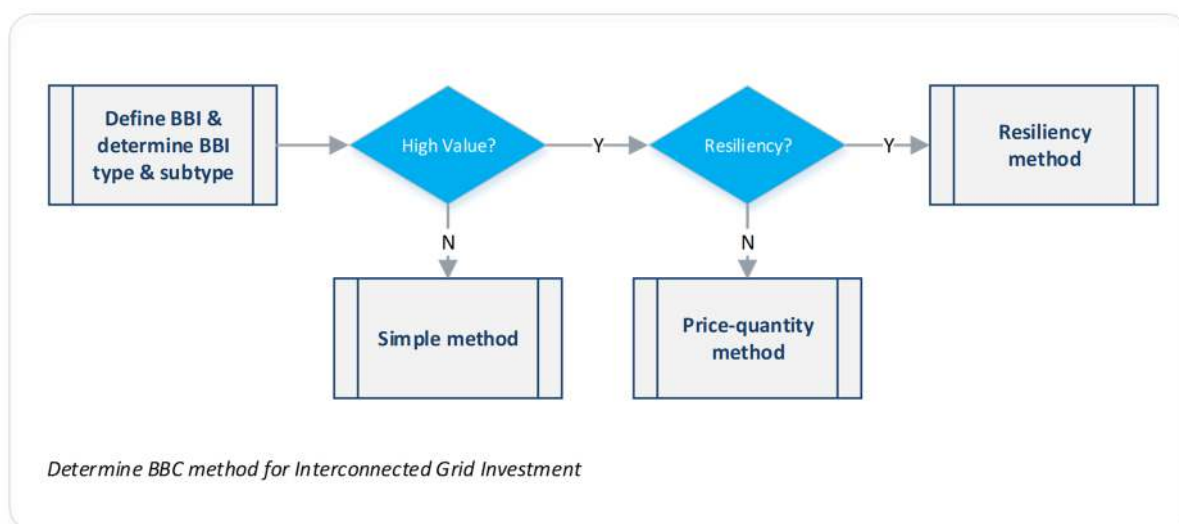 Define BBI &
determine BBI
type & subtype
High Value?
Y
Resiliency?
Y
Resiliency
method
N
N
Simple method
Price-quantity
method
Determine BBC method for Interconnected Grid Investment